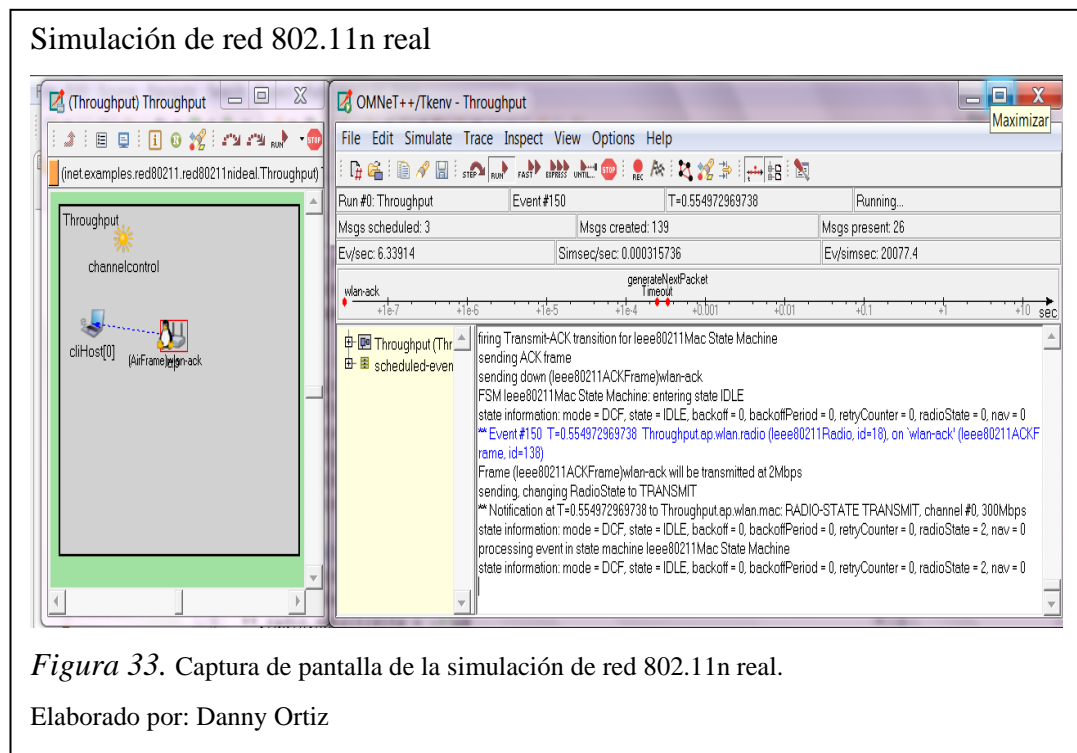 Simulación de red 802.11n real
(Throughput) Throughput
RUN
STOP
(inet.examples.red80211.red80211nideal.Throughput)
Throughput
channelcontrol
cliHost[0]
(AirFrame)wlan-ack
OMNeT++/Tkenv - Throughput
Maximizar
File Edit Simulate Trace Inspect View Options Help
STEP RUN FAST EXPRESS UNTIL... STOP REC
Run #0: Throughput Event #150 T=0.554972969738 Running...
Msgs scheduled: 3 Msgs created: 139 Msgs present: 26
Ev/sec: 6.33914 Simsec/sec: 0.000315736 Ev/simsec: 20077.4
generateNextPacket
wlan-ack Timeout
+1e-7 +1e-6 +1e-5 +1e-4 +0.001 +0.01 +0.1 +1 +10 sec
Throughput (Thr
scheduled-even
firing Transmit-ACK transition for Ieee80211Mac State Machine
sending ACK frame
sending down (Ieee80211ACKFrame)wlan-ack
FSM Ieee80211Mac State Machine: entering state IDLE
state information: mode = DCF, state = IDLE, backoff = 0, backoffPeriod = 0, retryCounter = 0, radioState = 0, nav = 0
** Event #150 T=0.554972969738 Throughput.ap.wlan.radio (Ieee80211Radio, id=18), on `wlan-ack' (Ieee80211ACKF
rame, id=138)
Frame (Ieee80211ACKFrame)wlan-ack will be transmitted at 2Mbps
sending, changing RadioState to TRANSMIT
** Notification at T=0.554972969738 to Throughput.ap.wlan.mac: RADIO-STATE TRANSMIT, channel #0, 300Mbps
state information: mode = DCF, state = IDLE, backoff = 0, backoffPeriod = 0, retryCounter = 0, radioState = 2, nav = 0
processing event in state machine Ieee80211Mac State Machine
state information: mode = DCF, state = IDLE, backoff = 0, backoffPeriod = 0, retryCounter = 0, radioState = 2, nav = 0
Figura 33. Captura de pantalla de la simulación de red 802.11n real.
Elaborado por: Danny Ortiz